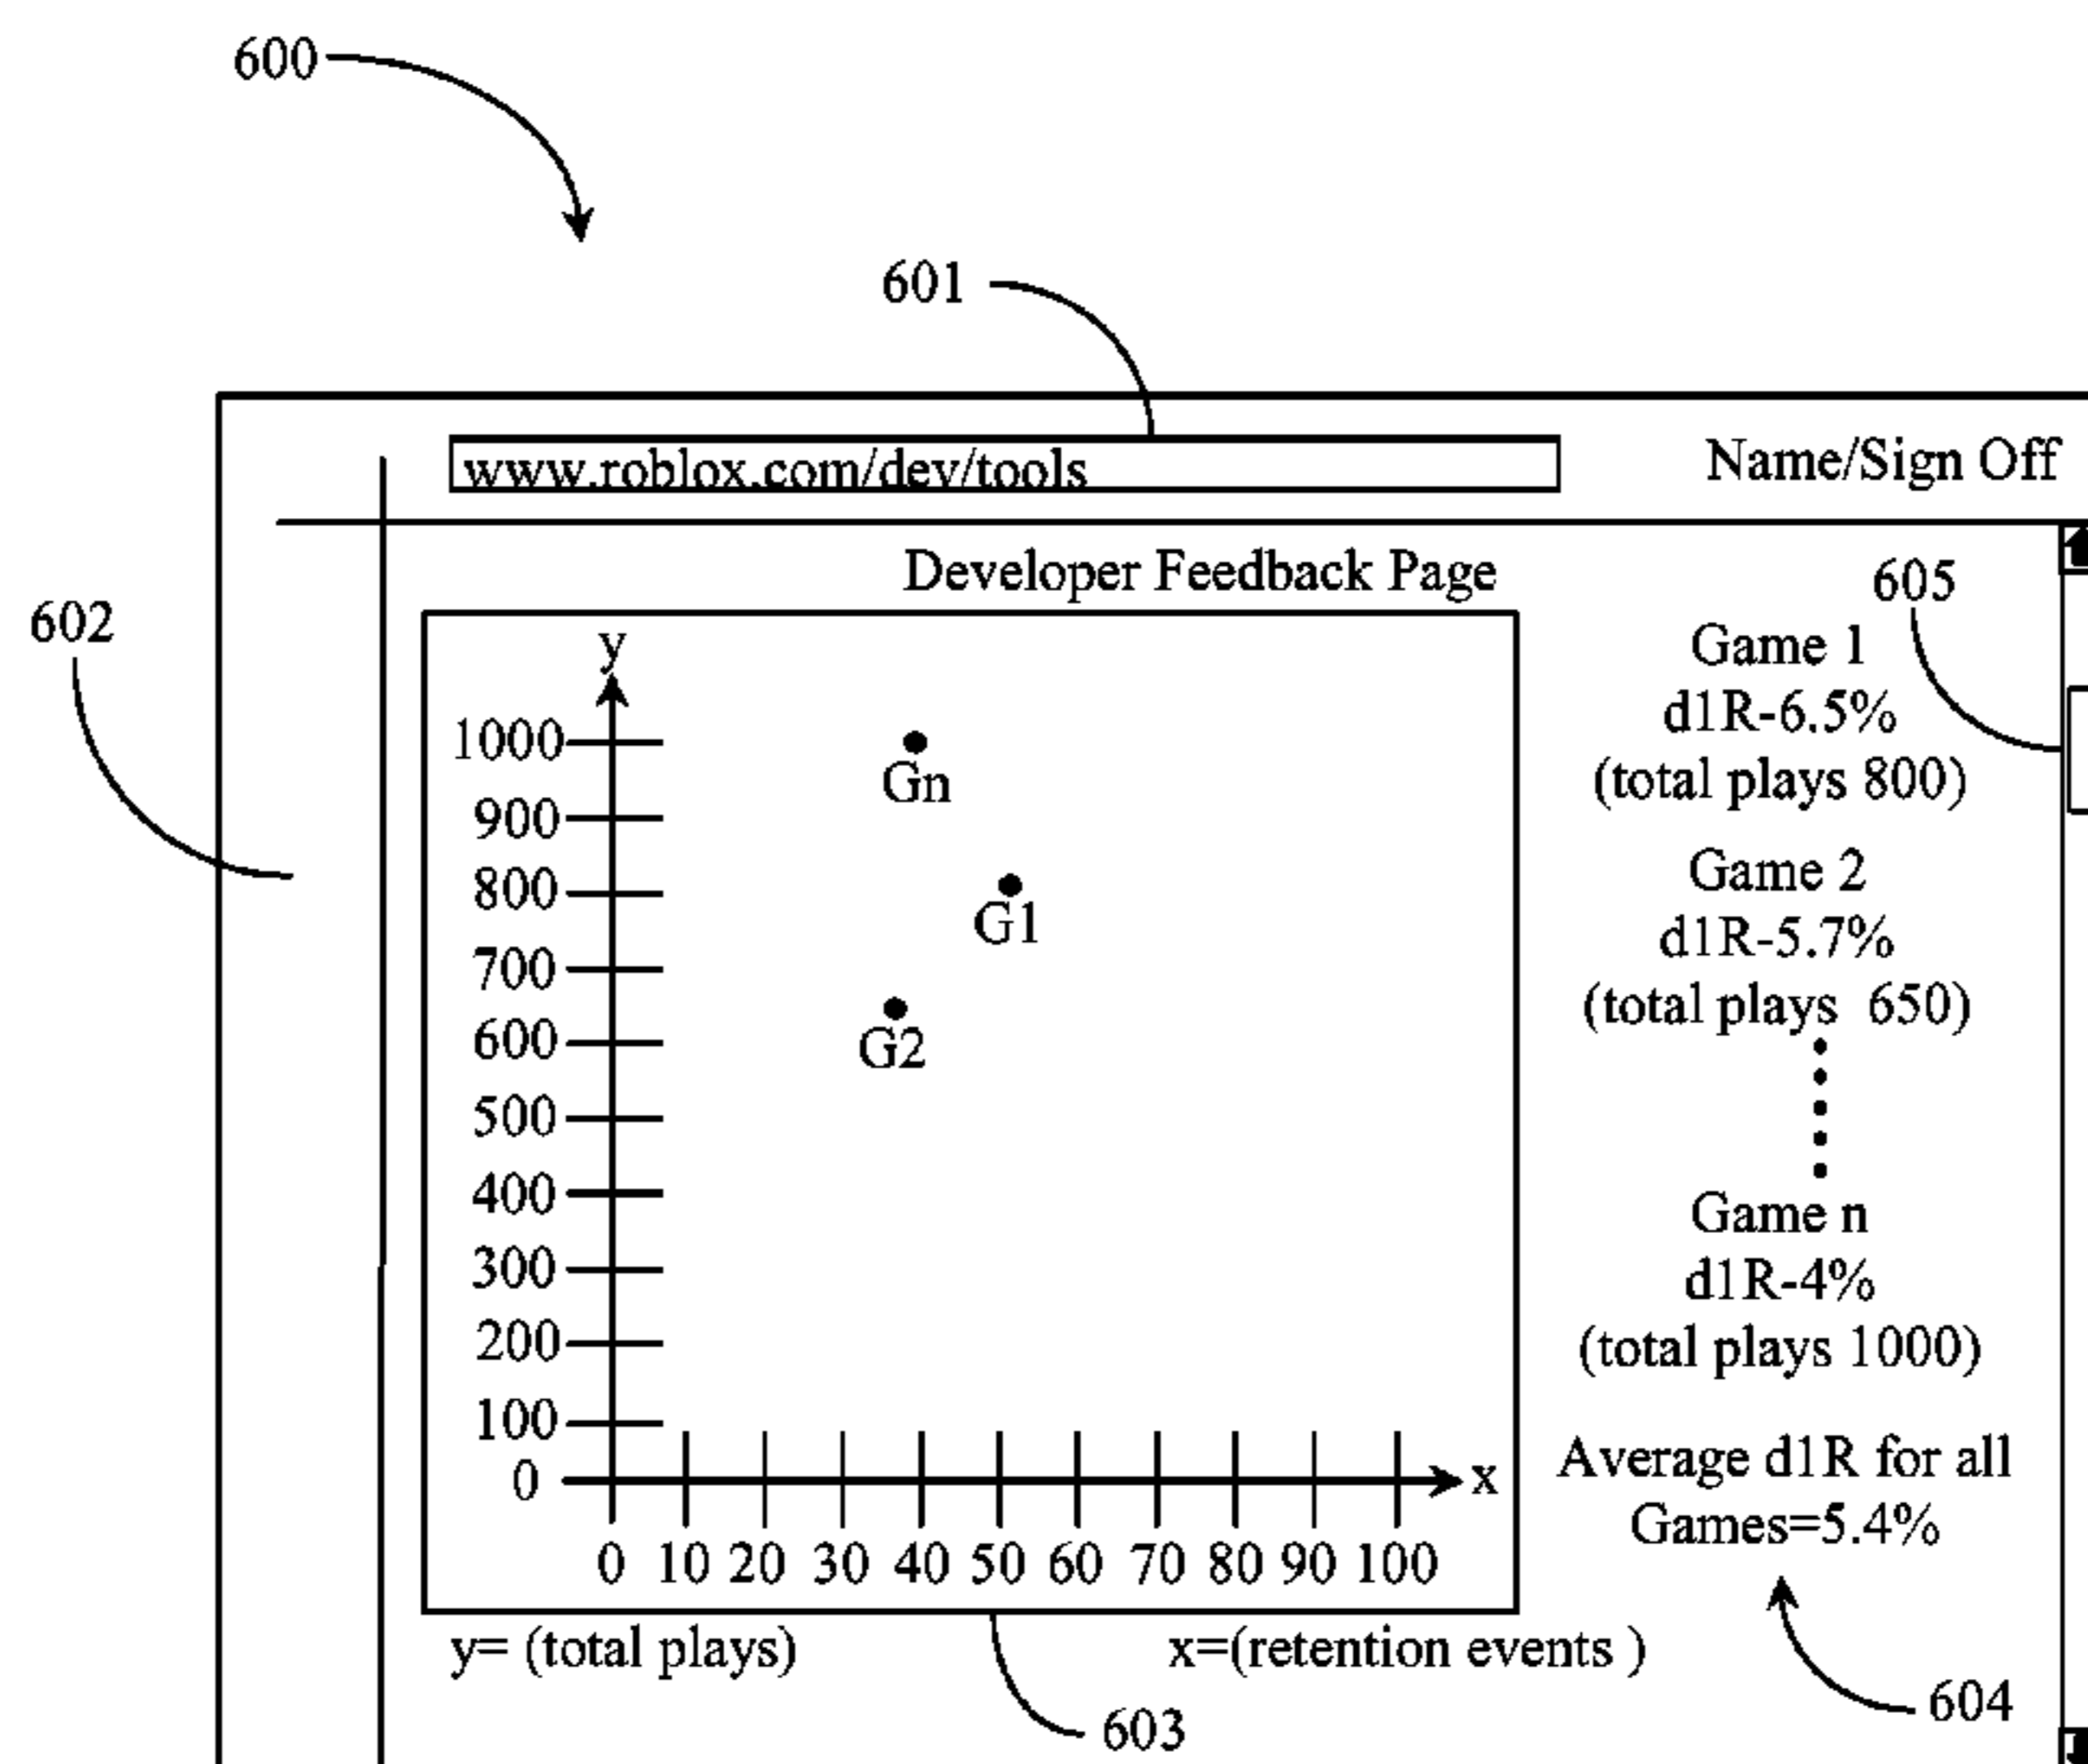 600
601
www.roblox.com/dev/tools
Name/Sign Off
Developer Feedback Page
602
605
y
1000
900
800
700
600
500
400
300
200
100
0
Gn
G1
G2
x
0 10 20 30 40 50 60 70 80 90 100
y= (total plays)
x=(retention events )
603
Game 1
d1R-6.5%
(total plays 800)
Game 2
d1R-5.7%
(total plays 650)
Game n
d1R-4%
(total plays 1000)
Average d1R for all
Games=5.4%
604